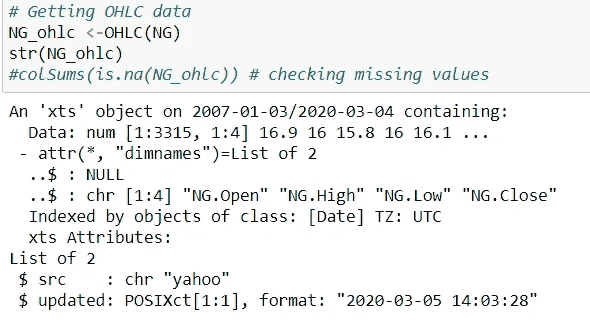 # Getting OHLC data
NG_ohlc <-OHLC(NG)
str(NG_ohlc)
#colSums(is.na(NG_ohlc)) # checking missing values
An 'xts' object on 2007-01-03/2020-03-04 containing:
  Data: num [1:3315, 1:4] 16.9 16 15.8 16 16.1 ...
 - attr(*, "dimnames")=List of 2
  ..$ : NULL
  ..$ : chr [1:4] "NG.Open" "NG.High" "NG.Low" "NG.Close"
  Indexed by objects of class: [Date] TZ: UTC
  xts Attributes:
List of 2
 $ src    : chr "yahoo"
 $ updated: POSIXct[1:1], format: "2020-03-05 14:03:28"